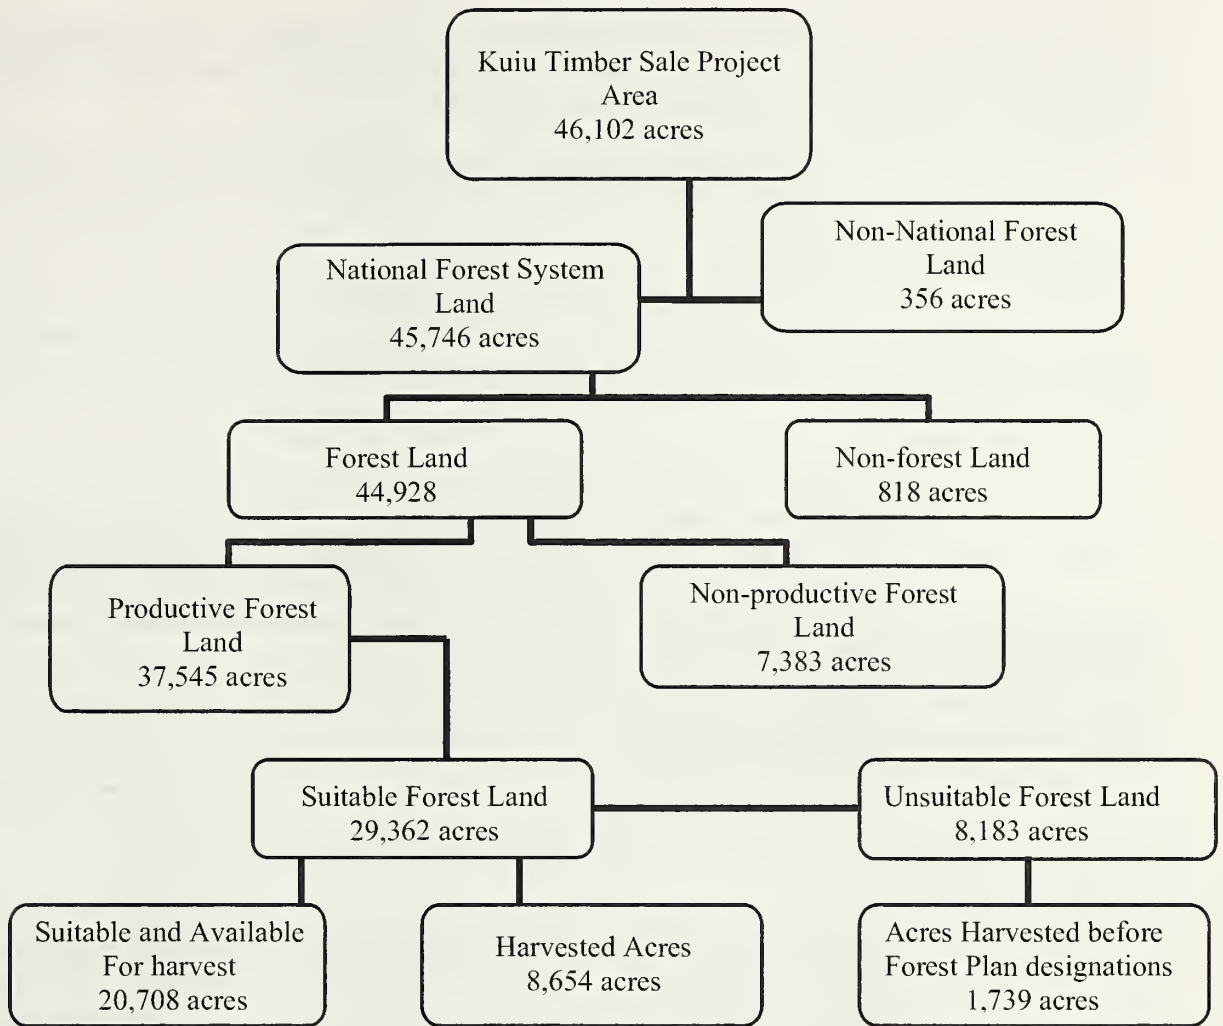 Kuiu Timber Sale Project
Area
46,102 acres
National Forest System
Land
45,746 acres
Non-National Forest
Land
356 acres
Forest Land
44,928
Non-forest Land
818 acres
Productive Forest
Land
37,545 acres
Non-productive Forest
Land
7,383 acres
Suitable Forest Land
29,362 acres
Unsuitable Forest Land
8,183 acres
Suitable and Available
For harvest
20,708 acres
Harvested Acres
8,654 acres
Acres Harvested before
Forest Plan designations
1,739 acres